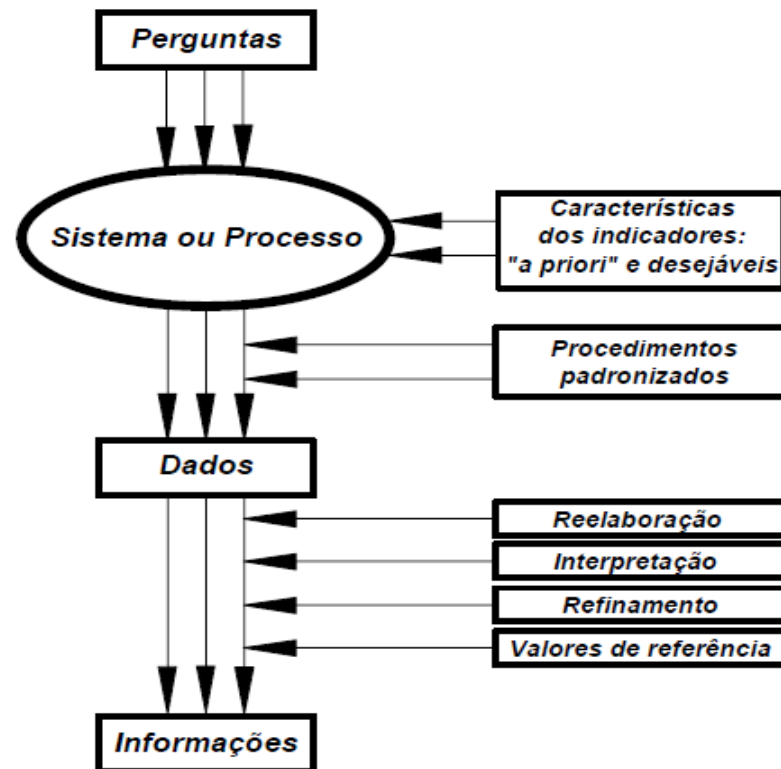 Perguntas
Sistema ou Processo
Características
dos indicadores:
"a priori" e desejáveis
Procedimentos
padronizados
Dados
Reelaboração
Interpretação
Refinamento
Valores de referência
Informações